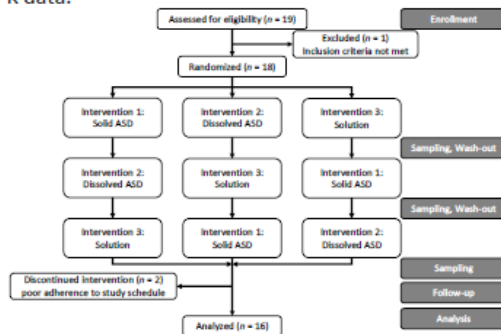 k data.
Assessed for eligibility (n = 19)
Enrollment
Excluded (n = 1)
Inclusion criteria not met
Randomized (n = 18)
Intervention 1:
Solid ASD
Intervention 2:
Dissolved ASD
Intervention 3:
Solution
Sampling, Wash-out
Intervention 2:
Dissolved ASD
Intervention 3:
Solution
Intervention 1:
Solid ASD
Sampling, Wash-out
Intervention 3:
Solution
Intervention 1:
Solid ASD
Intervention 2:
Dissolved ASD
Sampling
Discontinued intervention (n = 2)
poor adherence to study schedule
Follow-up
Analyzed (n = 16)
Analysis